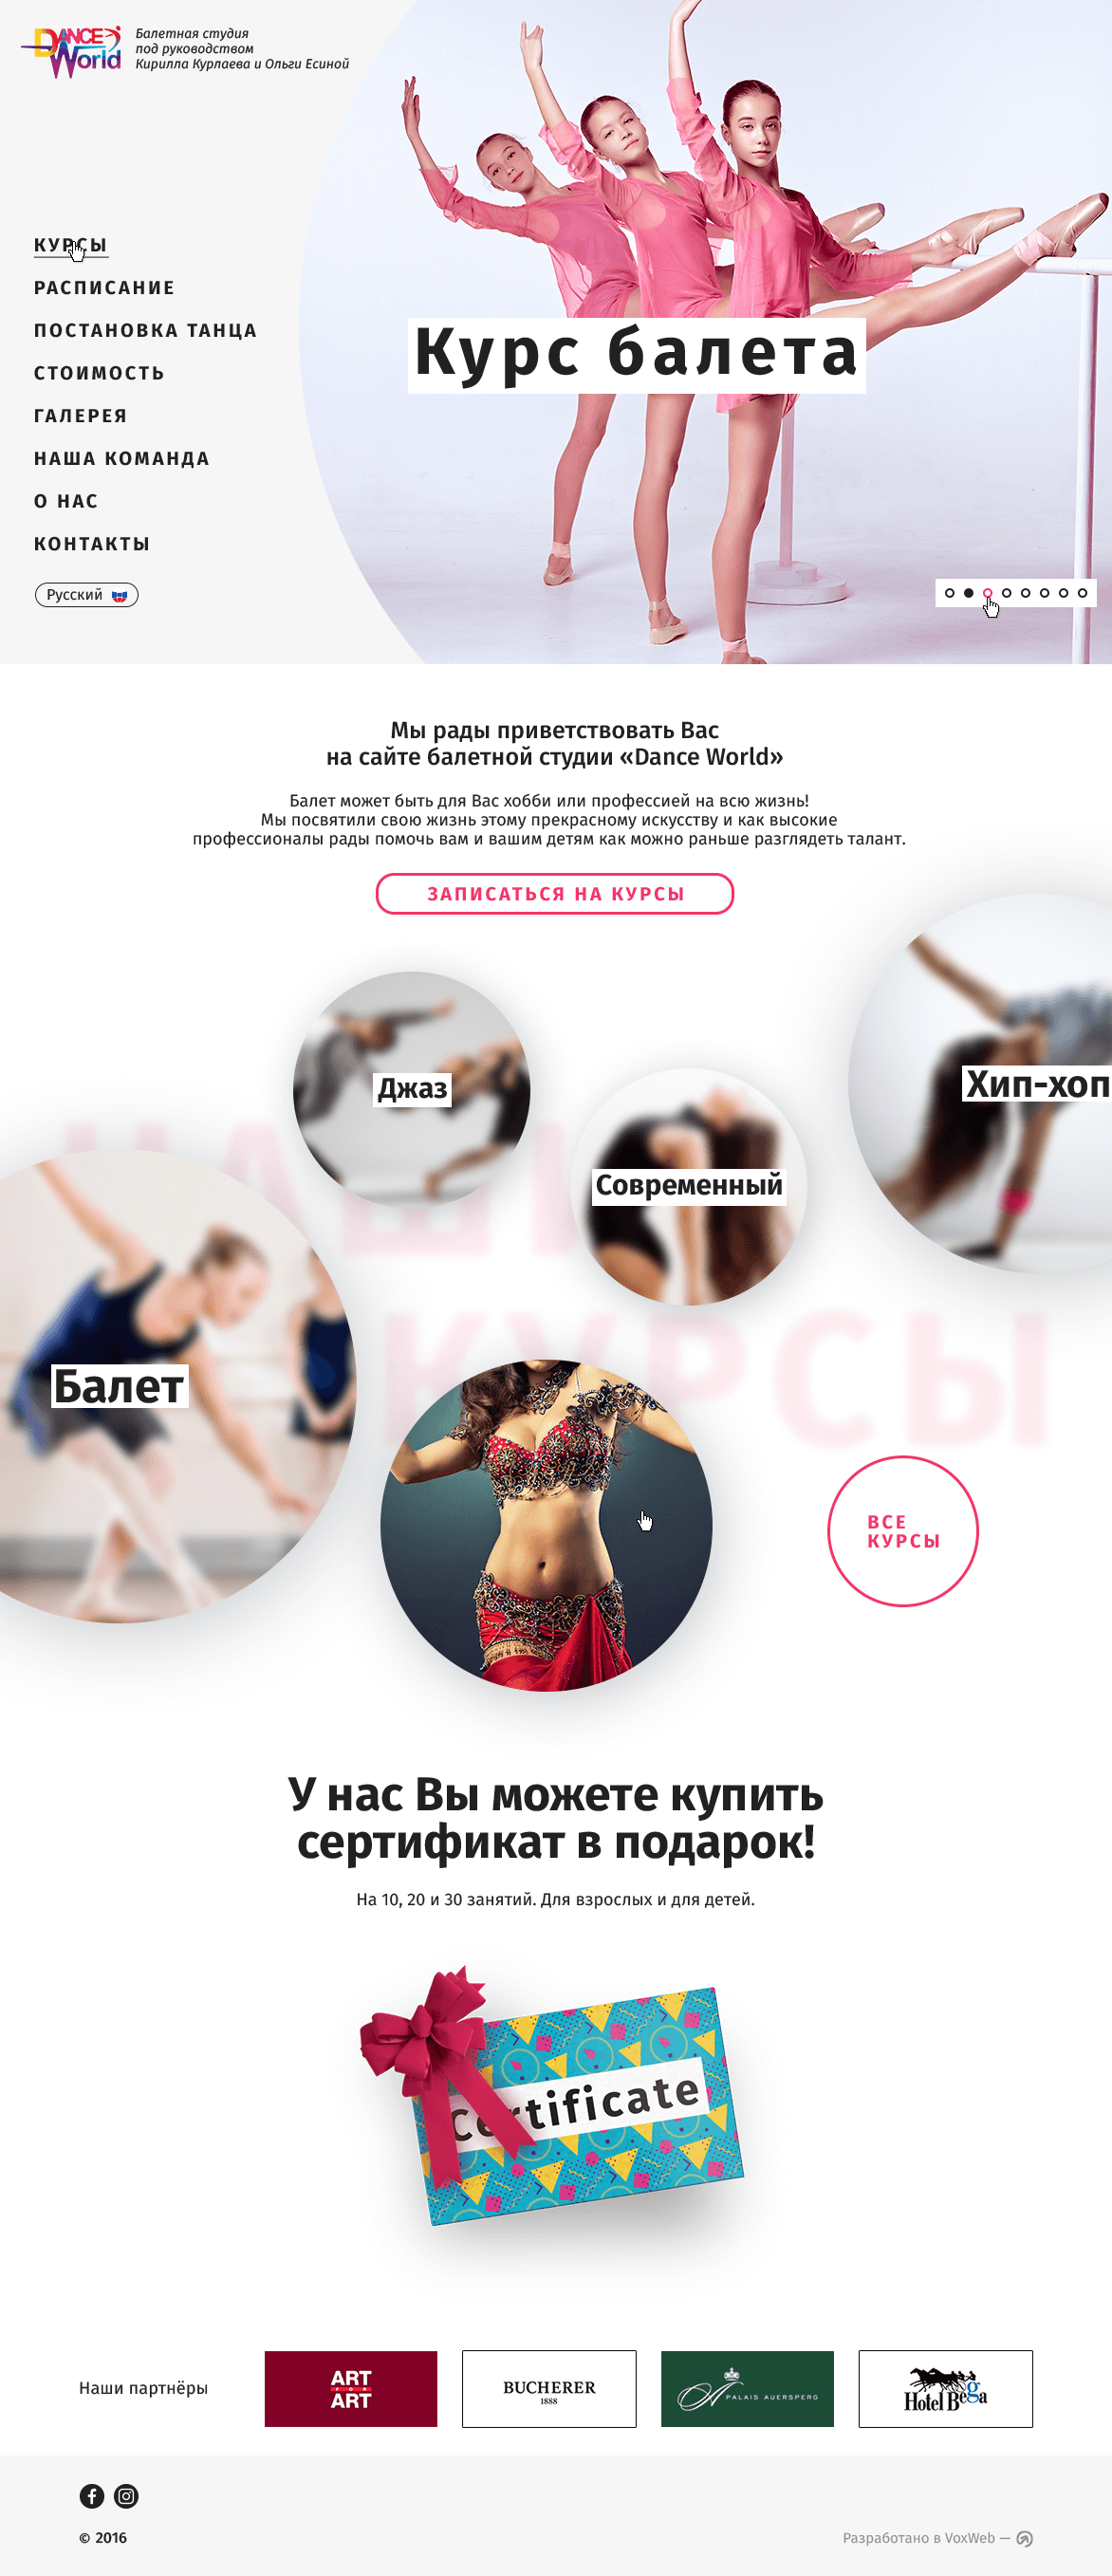 DANCE
World
Балетная студия
под руководством
Кирилла Курлаева и Ольги Есиной
КУРСЫ
РАСПИСАНИЕ
ПОСТАНОВКА ТАНЦА
СТОИМОСТЬ
ГАЛЕРЕЯ
НАША КОМАНДА
О НАС
КОНТАКТЫ
Русский
Курс балета
Мы рады приветствовать Вас
на сайте балетной студии «Dance World»
Балет может быть для Вас хобби или профессией на всю жизнь!
Мы посвятили свою жизнь этому прекрасному искусству и как высокие
профессионалы рады помочь вам и вашим детям как можно раньше разглядеть талант.
ЗАПИСАТЬСЯ НА КУРСЫ
Джаз
Хип-хоп
Современный
КУРСЫ
Балет
ВСЕ
КУРСЫ
У нас Вы можете купить
сертификат в подарок!
На 10, 20 и 30 занятий. Для взрослых и для детей.
Certificate
Наши партнёры
ART
FOR
ART
BUCHERER
1888
PALAIS AUERSPERG
Hotel Bega
© 2016
Разработано в VoxWeb —